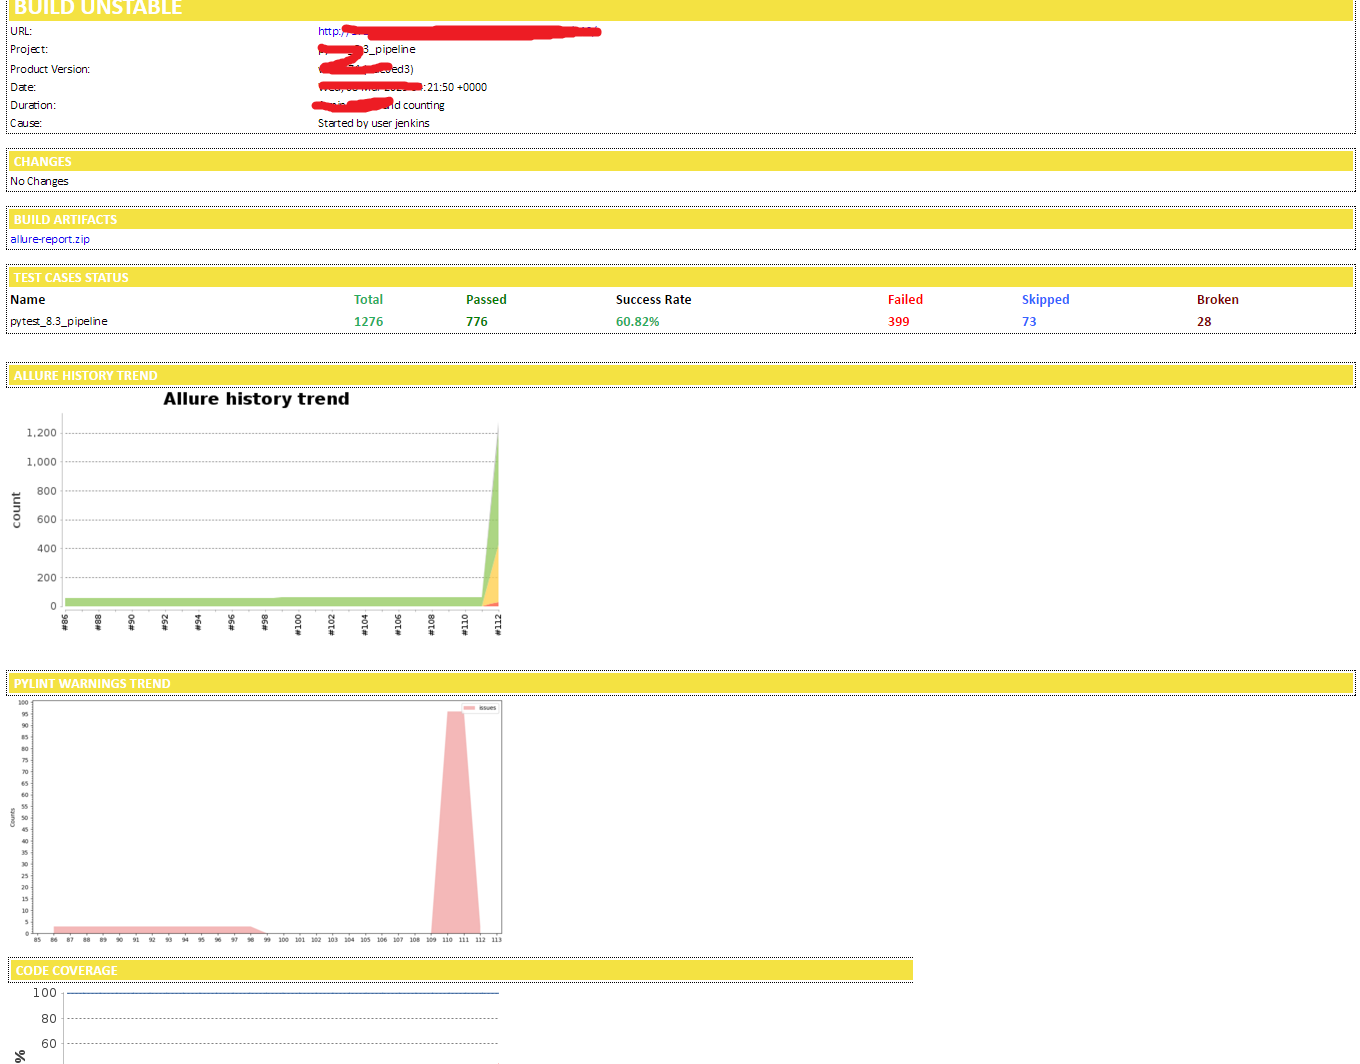 BUILD UNSTABLE
URL: http:/
Project: 3_pipeline
Product Version: ed3)
Date: :21:50 +0000
Duration: nd counting
Cause: Started by user jenkins
CHANGES
No Changes
BUILD ARTIFACTS
allure-report.zip
TEST CASES STATUS
Name Total Passed Success Rate Failed Skipped Broken
pytest_8.3_pipeline 1276 776 60.82% 399 73 28
ALLURE HISTORY TREND
Allure history trend
1,200
1,000
800
600
400
200
0
count
#86 #88 #90 #92 #94 #96 #98 #100 #102 #104 #106 #108 #110 #112
PYLINT WARNINGS TREND
issues
100
95
90
85
80
75
70
65
60
55
50
45
40
35
30
25
20
15
10
5
0
Counts
85 86 87 88 89 90 91 92 93 94 95 96 97 98 99 100 101 102 103 104 105 106 107 108 109 110 111 112 113
CODE COVERAGE
100
80
60
%